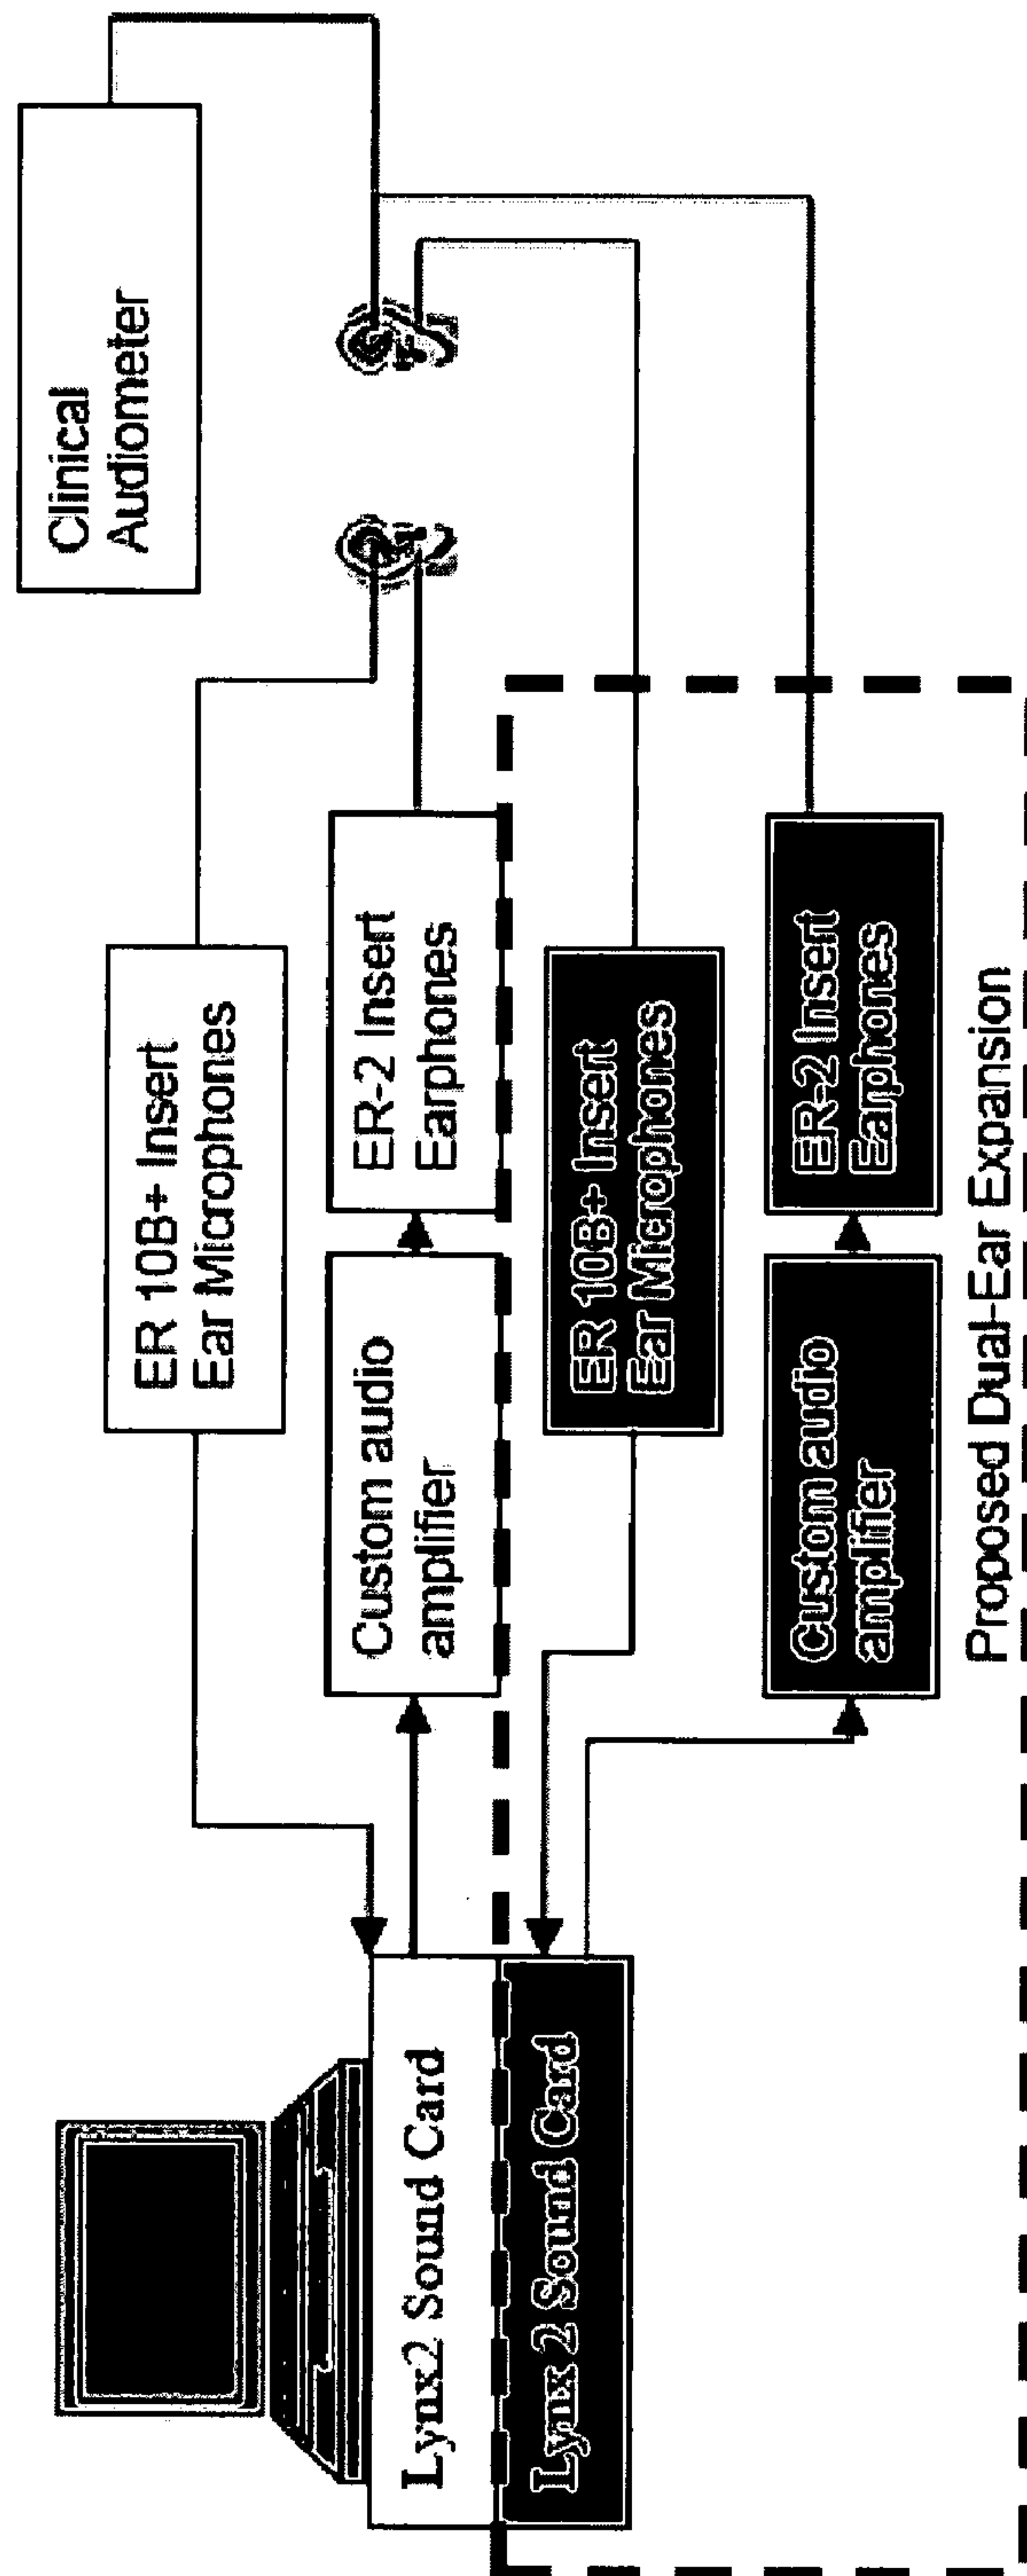 Clinical
Audiometer
ER 10B+ Insert
Ear Microphones
Custom audio
amplifier
ER-2 Insert
Earphones
Lynx2 Sound Card
Lynx 2 Sound Card
ER 10B+ Insert
Ear Microphones
Custom audio
amplifier
ER-2 Insert
Earphones
Proposed Dual-Ear Expansion